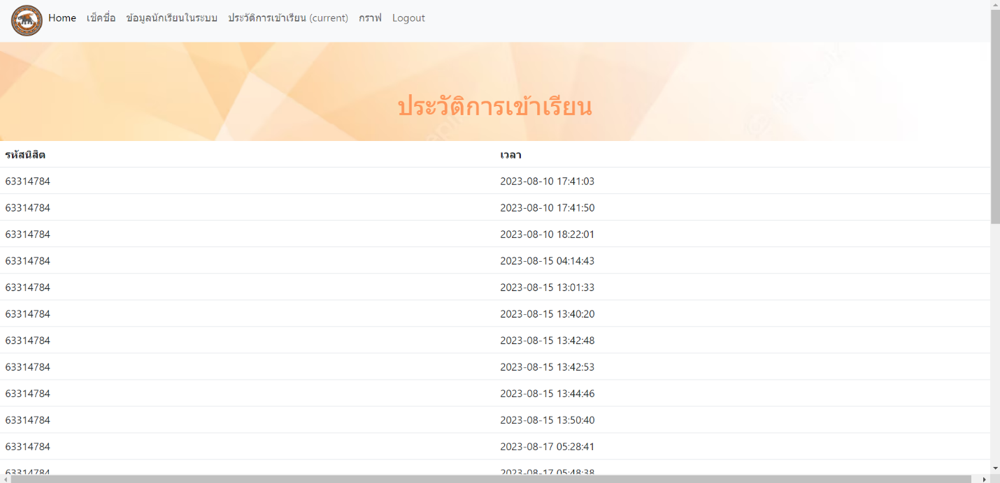 Home เช็คชื่อ ข้อมูลนักเรียนในระบบ ประวัติการเข้าเรียน (current) กราฟ Logout
ประวัติการเข้าเรียน
รหัสนิสิต เวลา
63314784 2023-08-10 17:41:03
63314784 2023-08-10 17:41:50
63314784 2023-08-10 18:22:01
63314784 2023-08-15 04:14:43
63314784 2023-08-15 13:01:33
63314784 2023-08-15 13:40:20
63314784 2023-08-15 13:42:48
63314784 2023-08-15 13:42:53
63314784 2023-08-15 13:44:46
63314784 2023-08-15 13:50:40
63314784 2023-08-17 05:28:41
63314784 2023-08-17 05:48:38